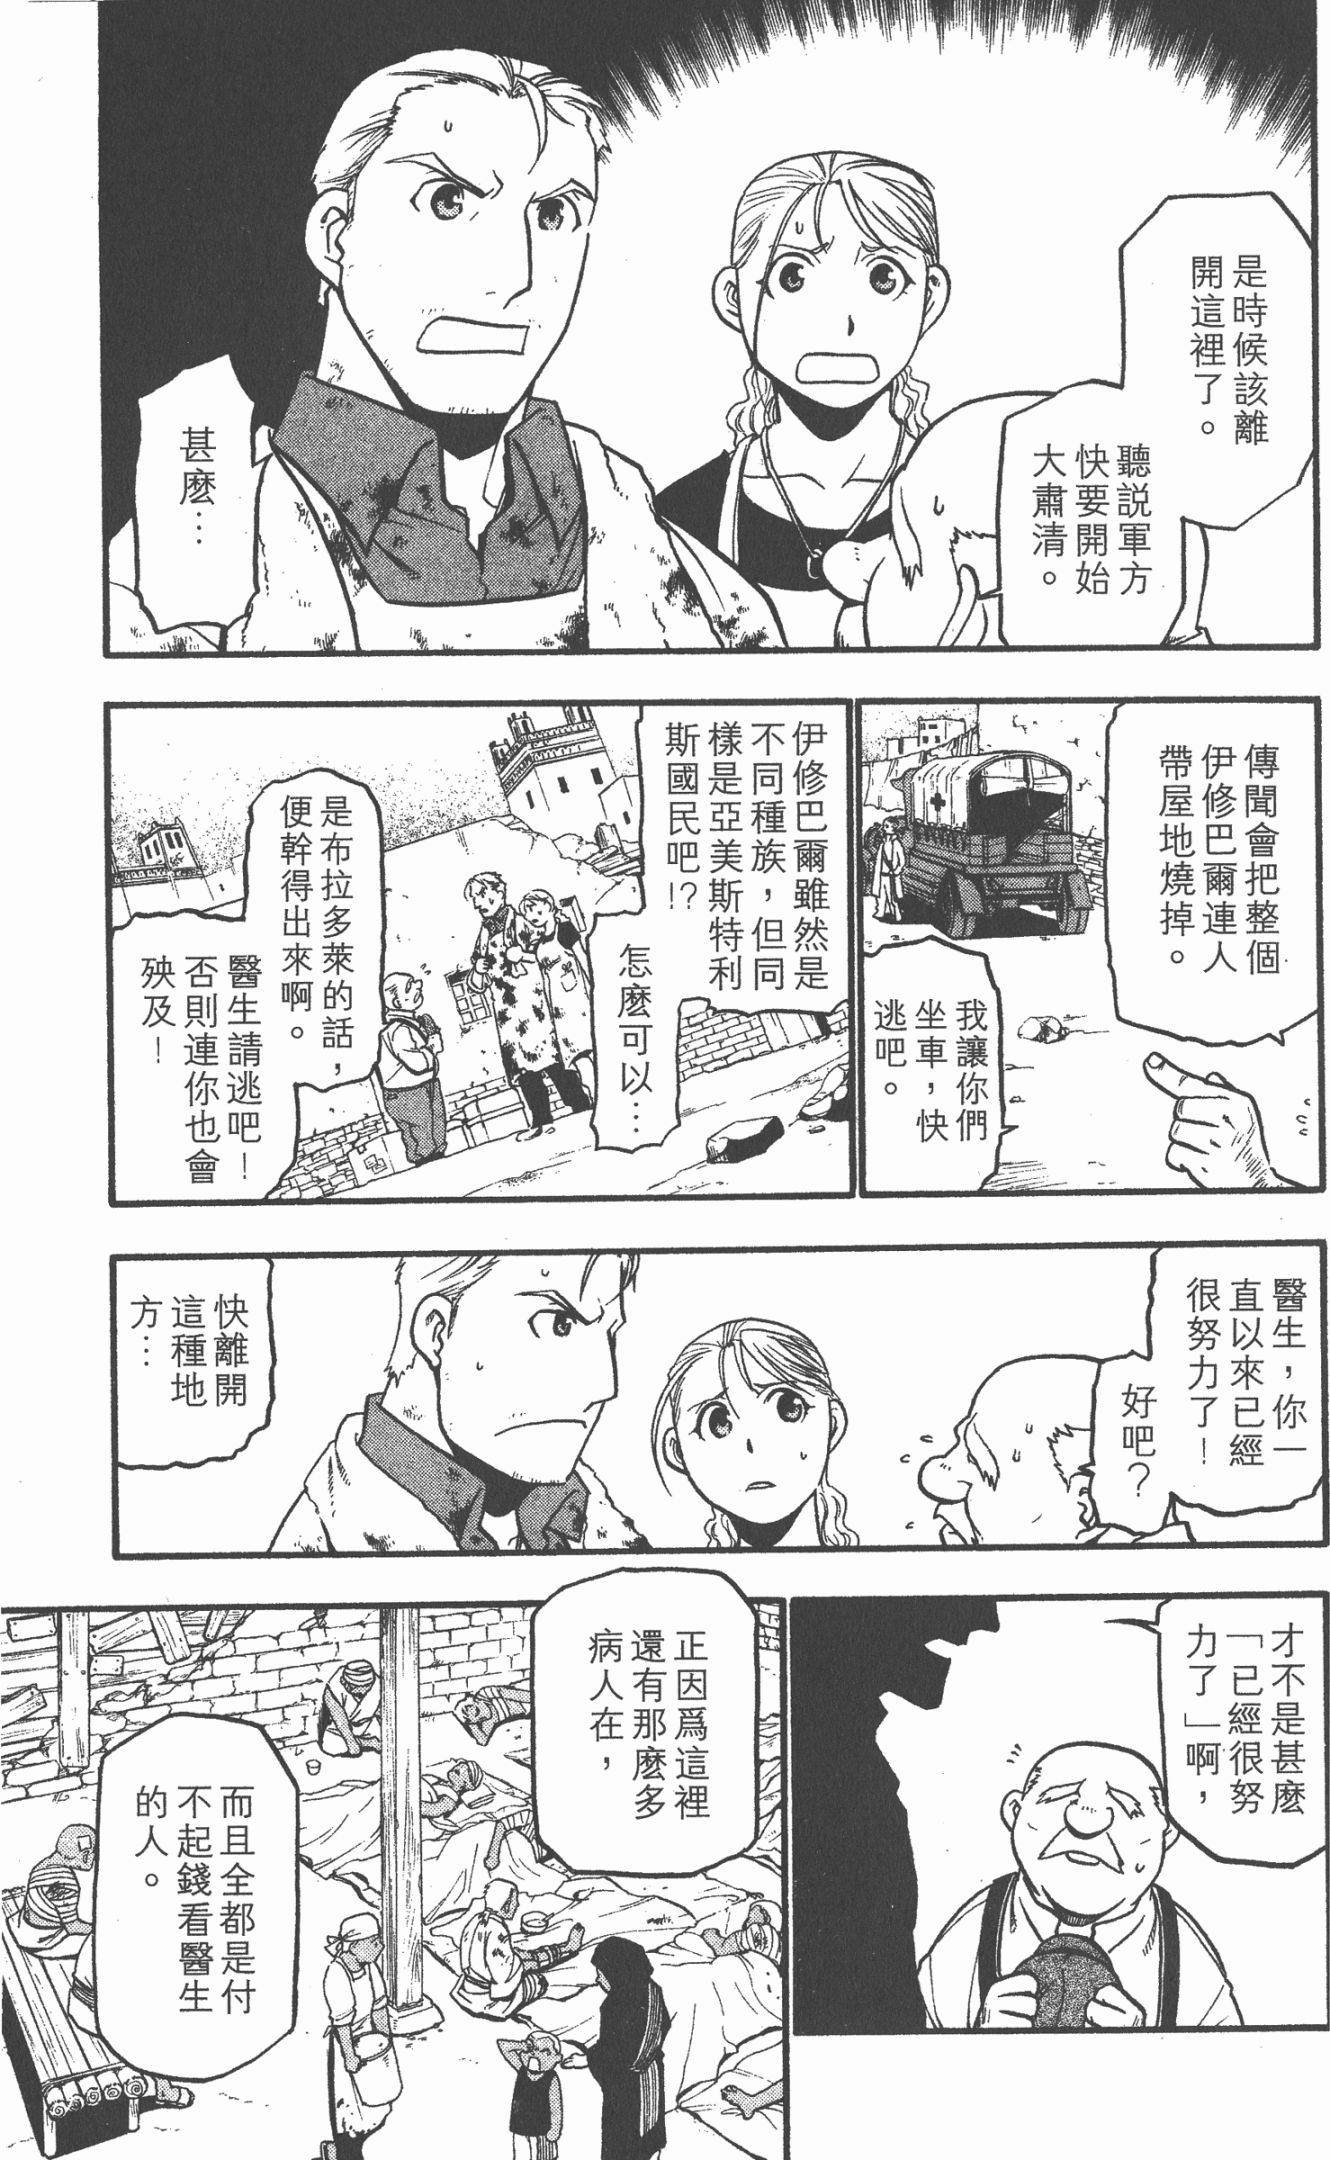 是時候該離
開這裡了。
聽說軍方
快要開始
大肅清。
甚麼…
傳聞會把整個
伊修巴爾連人
帶屋地燒掉。
我讓你們
坐車，快
逃吧。
伊修巴爾雖然是
不同種族，但同
樣是亞美斯特利
斯國民吧!?
怎麼可以…
是布拉多萊的話，
便幹得出來啊。
醫生請逃吧！
否則連你也會
殃及！
醫生，你一
直以來已經
很努力了！
好吧？
快離開
這種地
方…
才不是甚麼
「已經很努
力了」啊，
正因爲這裡
還有那麼多
病人在，
而且全都是付
不起錢看醫生
的人。